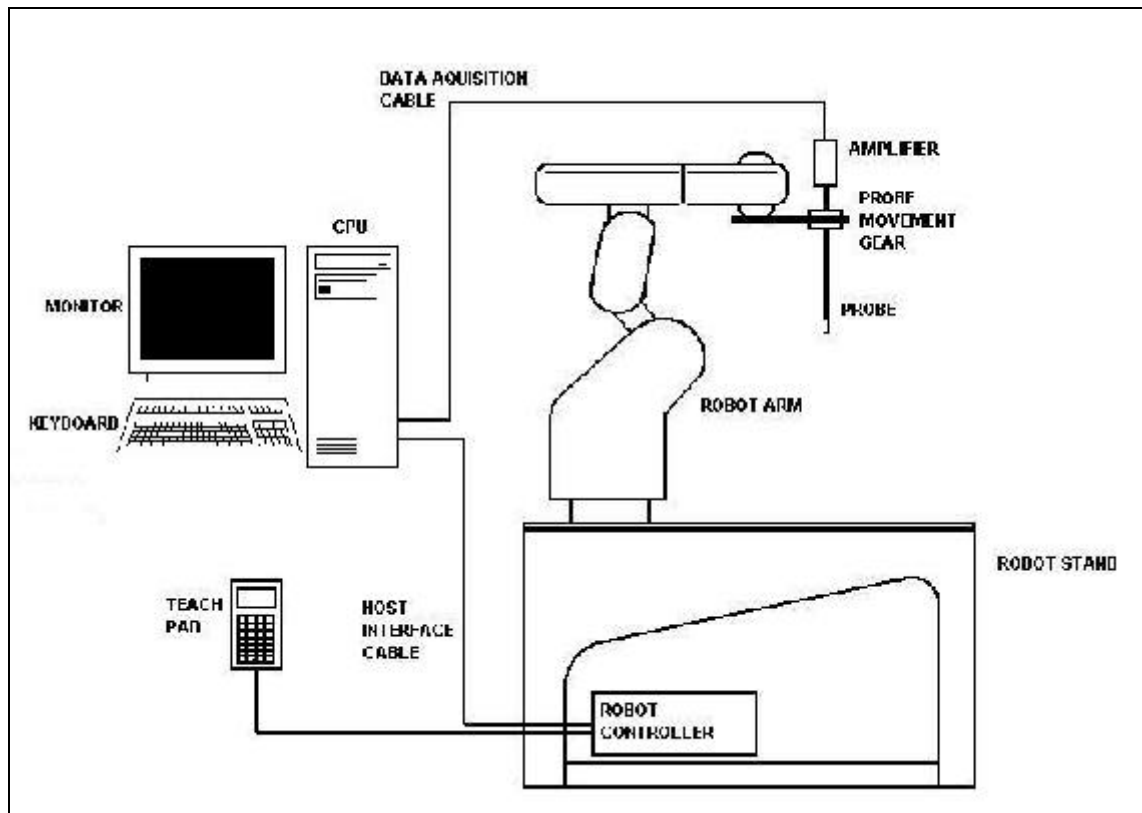 DATA AQUISITION
CABLE
AMPLIFIER
PROBE
MOVEMENT
GEAR
CPU
MONITOR
PROBE
KEYBOARD
ROBOT ARM
ROBOT STAND
TEACH
PAD
HOST
INTERFACE
CABLE
ROBOT
CONTROLLER